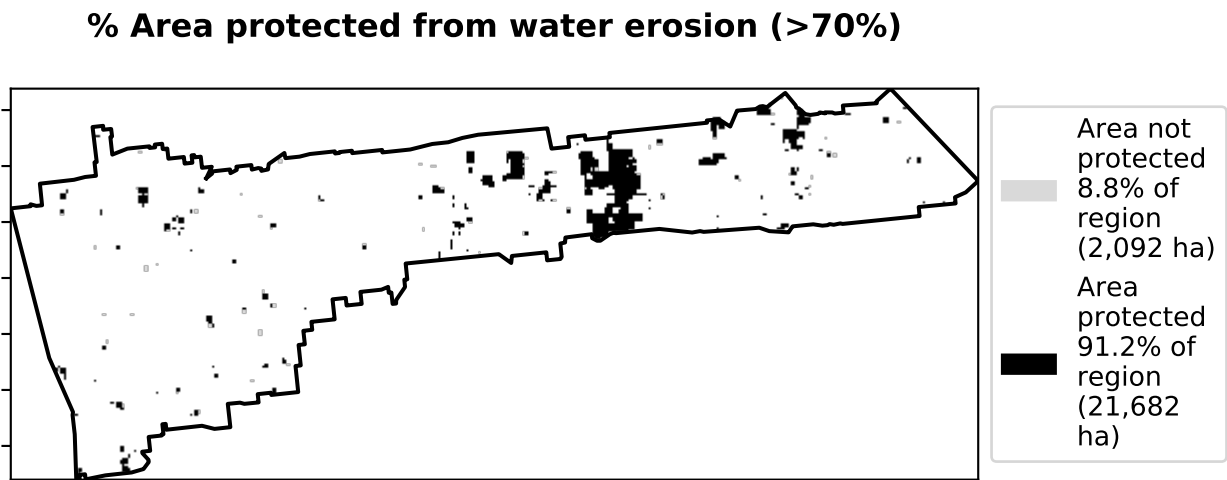 % Area protected from water erosion (>70%)
Area not
protected
8.8% of
region
(2,092 ha)
Area
protected
91.2% of
region
(21,682
ha)